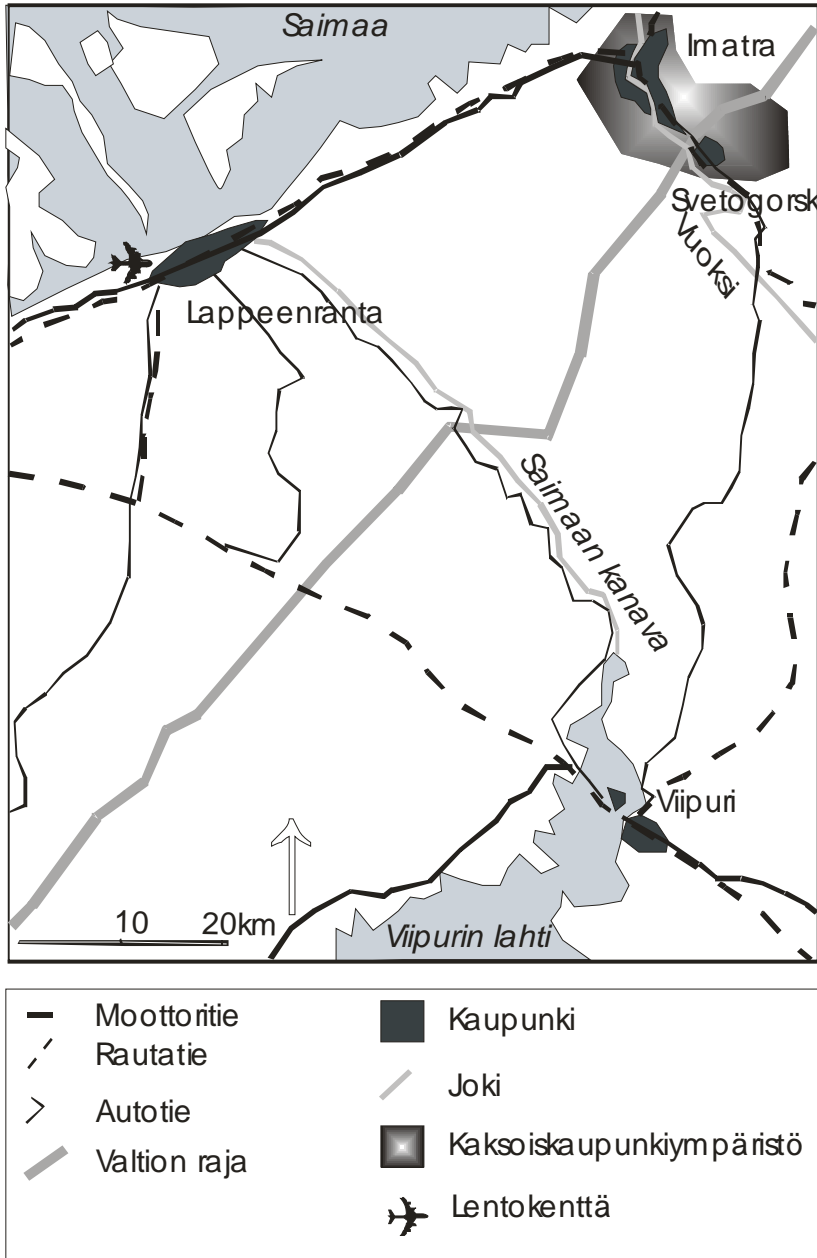 Saimaa
Imatra
Svetogorsk
Vuoksi
Lappeenranta
Saimaan kanava
Viipuri
10 20km
Viipurin lahti
Moottoritie
Rautatie
Autotie
Valtion raja
Kaupunki
Joki
Kaksoiskaupunkiympäristö
Lentokenttä